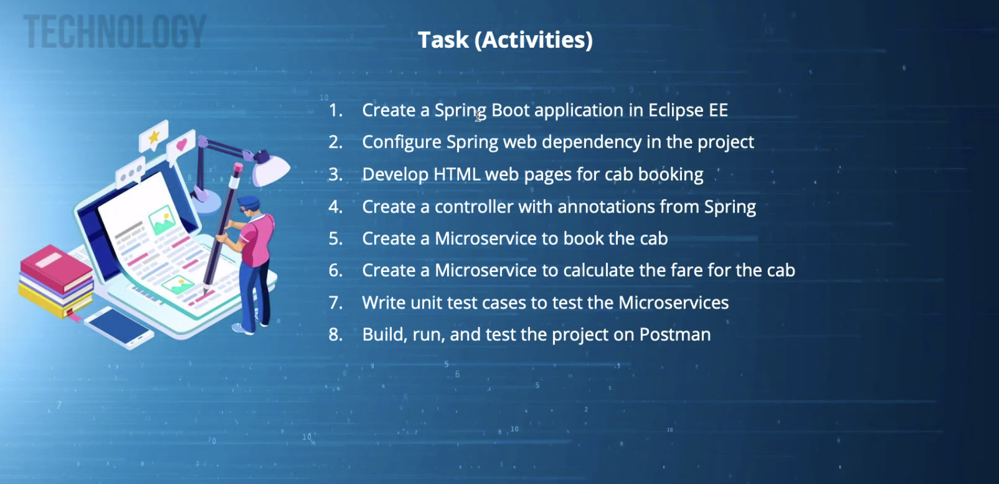 TECHNOLOGY
Task (Activities)
1. Create a Spring Boot application in Eclipse EE
2. Configure Spring web dependency in the project
3. Develop HTML web pages for cab booking
4. Create a controller with annotations from Spring
5. Create a Microservice to book the cab
6. Create a Microservice to calculate the fare for the cab
7. Write unit test cases to test the Microservices
8. Build, run, and test the project on Postman